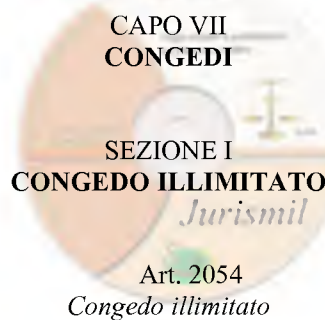 CAPO VII
CONGEDI
SEZIONE I
CONGEDO ILLIMITATO
Jurismil
Art. 2054
Congedo illimitato